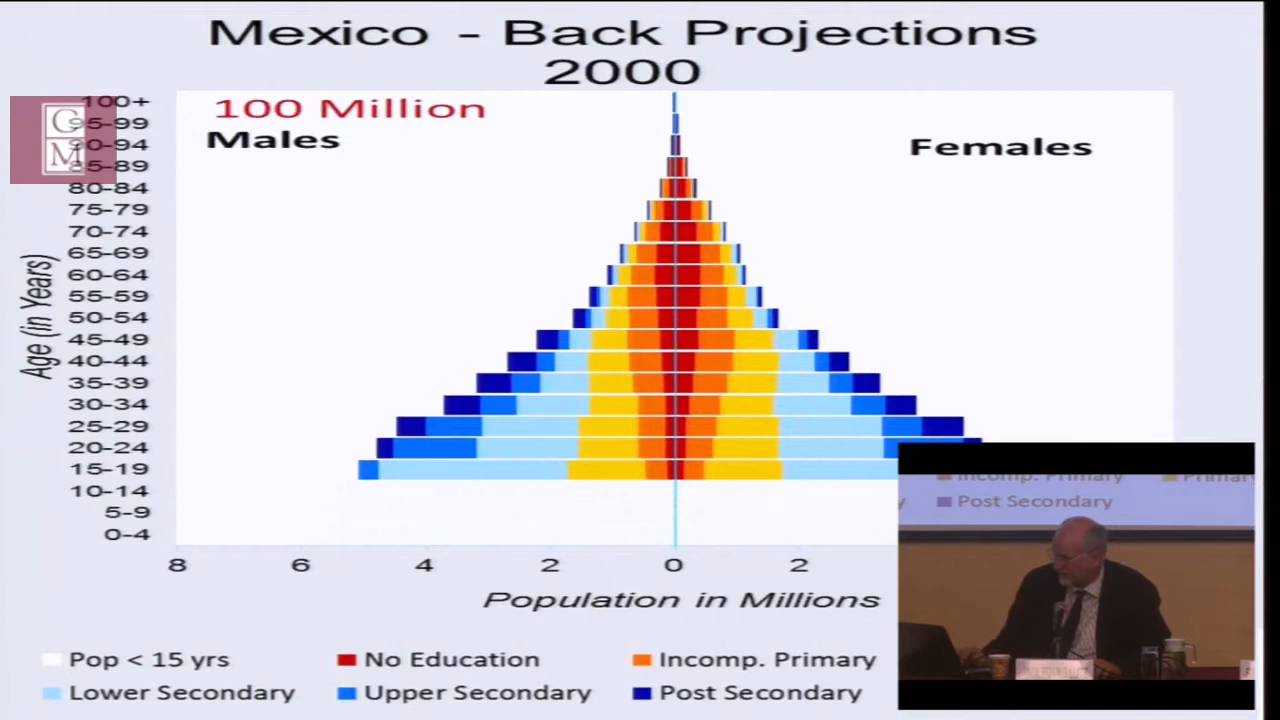 Mexico - Back Projections
2000
100 Million
Males
Females
G
M
Age (in Years)
100+
95-99
90-94
85-89
80-84
75-79
70-74
65-69
60-64
55-59
50-54
45-49
40-44
35-39
30-34
25-29
20-24
15-19
10-14
5-9
0-4
8 6 4 2 0 2
Population in Millions
Pop < 15 yrs No Education Incomp. Primary
Lower Secondary Upper Secondary Post Secondary
Incomp. Primary Primary
Post Secondary